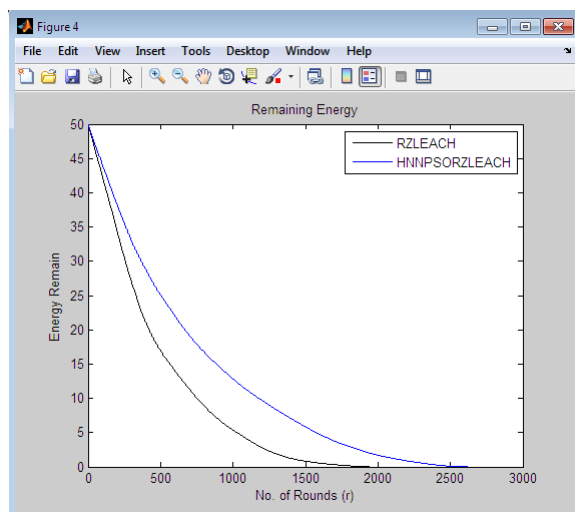 Figure 4
File Edit View Insert Tools Desktop Window Help
Remaining Energy
RZLEACH
HNNPSORZLEACH
Energy Remain
50
45
40
35
30
25
20
15
10
5
0
0 500 1000 1500 2000 2500 3000
No. of Rounds (r)